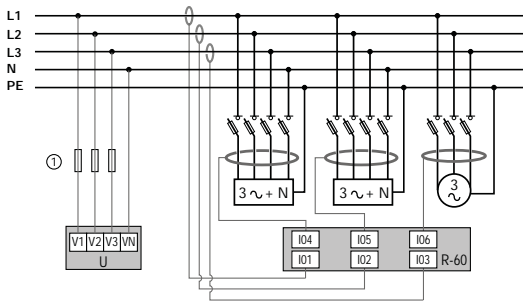 L1
L2
L3
N
PE
1
3 ~ + N
3 ~ + N
3
~
V1 V2 V3 VN
U
I04 I05 I06
I01 I02 I03 R-60